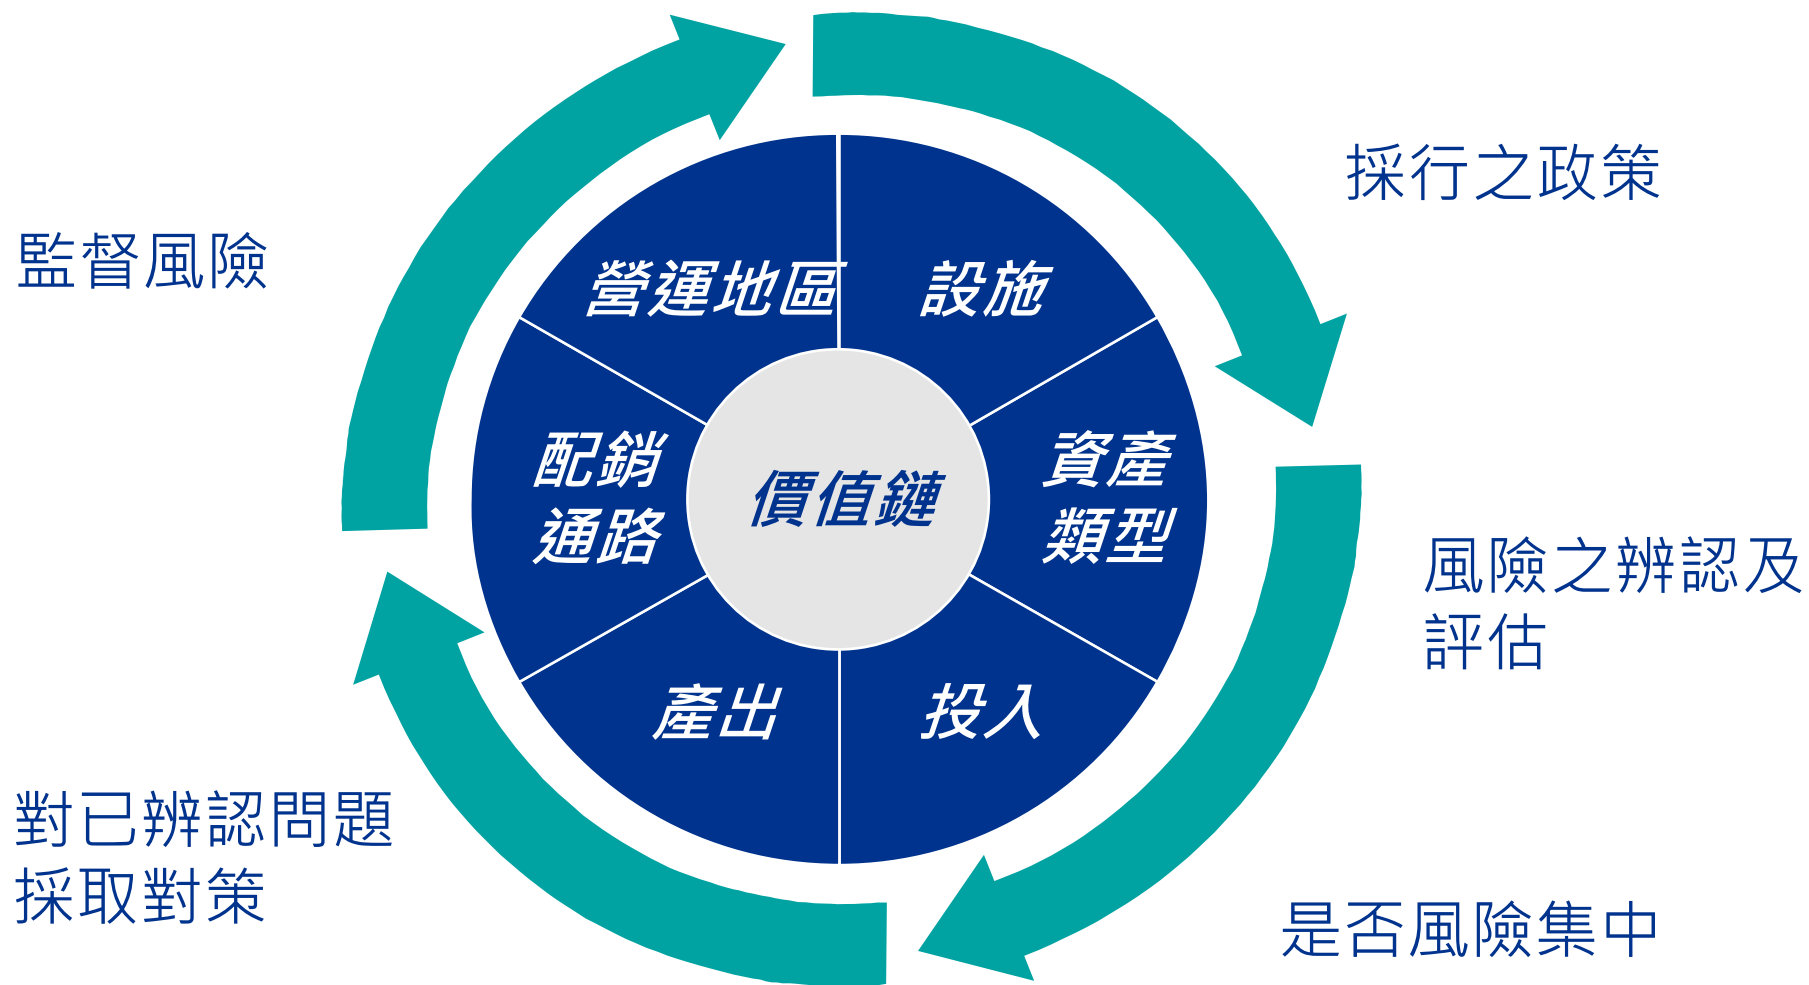 採行之政策
監督風險
營運地區
設施
配銷
通路
價值鏈
資產
類型
風險之辨認及
評估
產出
投入
對已辨認問題
採取對策
是否風險集中